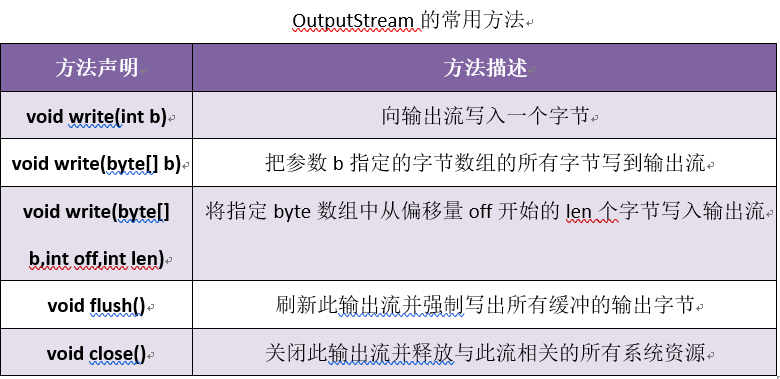 OutputStream 的常用方法
方法声明 方法描述
void write(int b) 向输出流写入一个字节
void write(byte[] b) 把参数 b 指定的字节数组的所有字节写到输出流
void write(byte[] 将指定 byte 数组中从偏移量 off 开始的 len 个字节写入输出流
b,int off,int len)
void flush() 刷新此输出流并强制写出所有缓冲的输出字节
void close() 关闭此输出流并释放与此流相关的所有系统资源